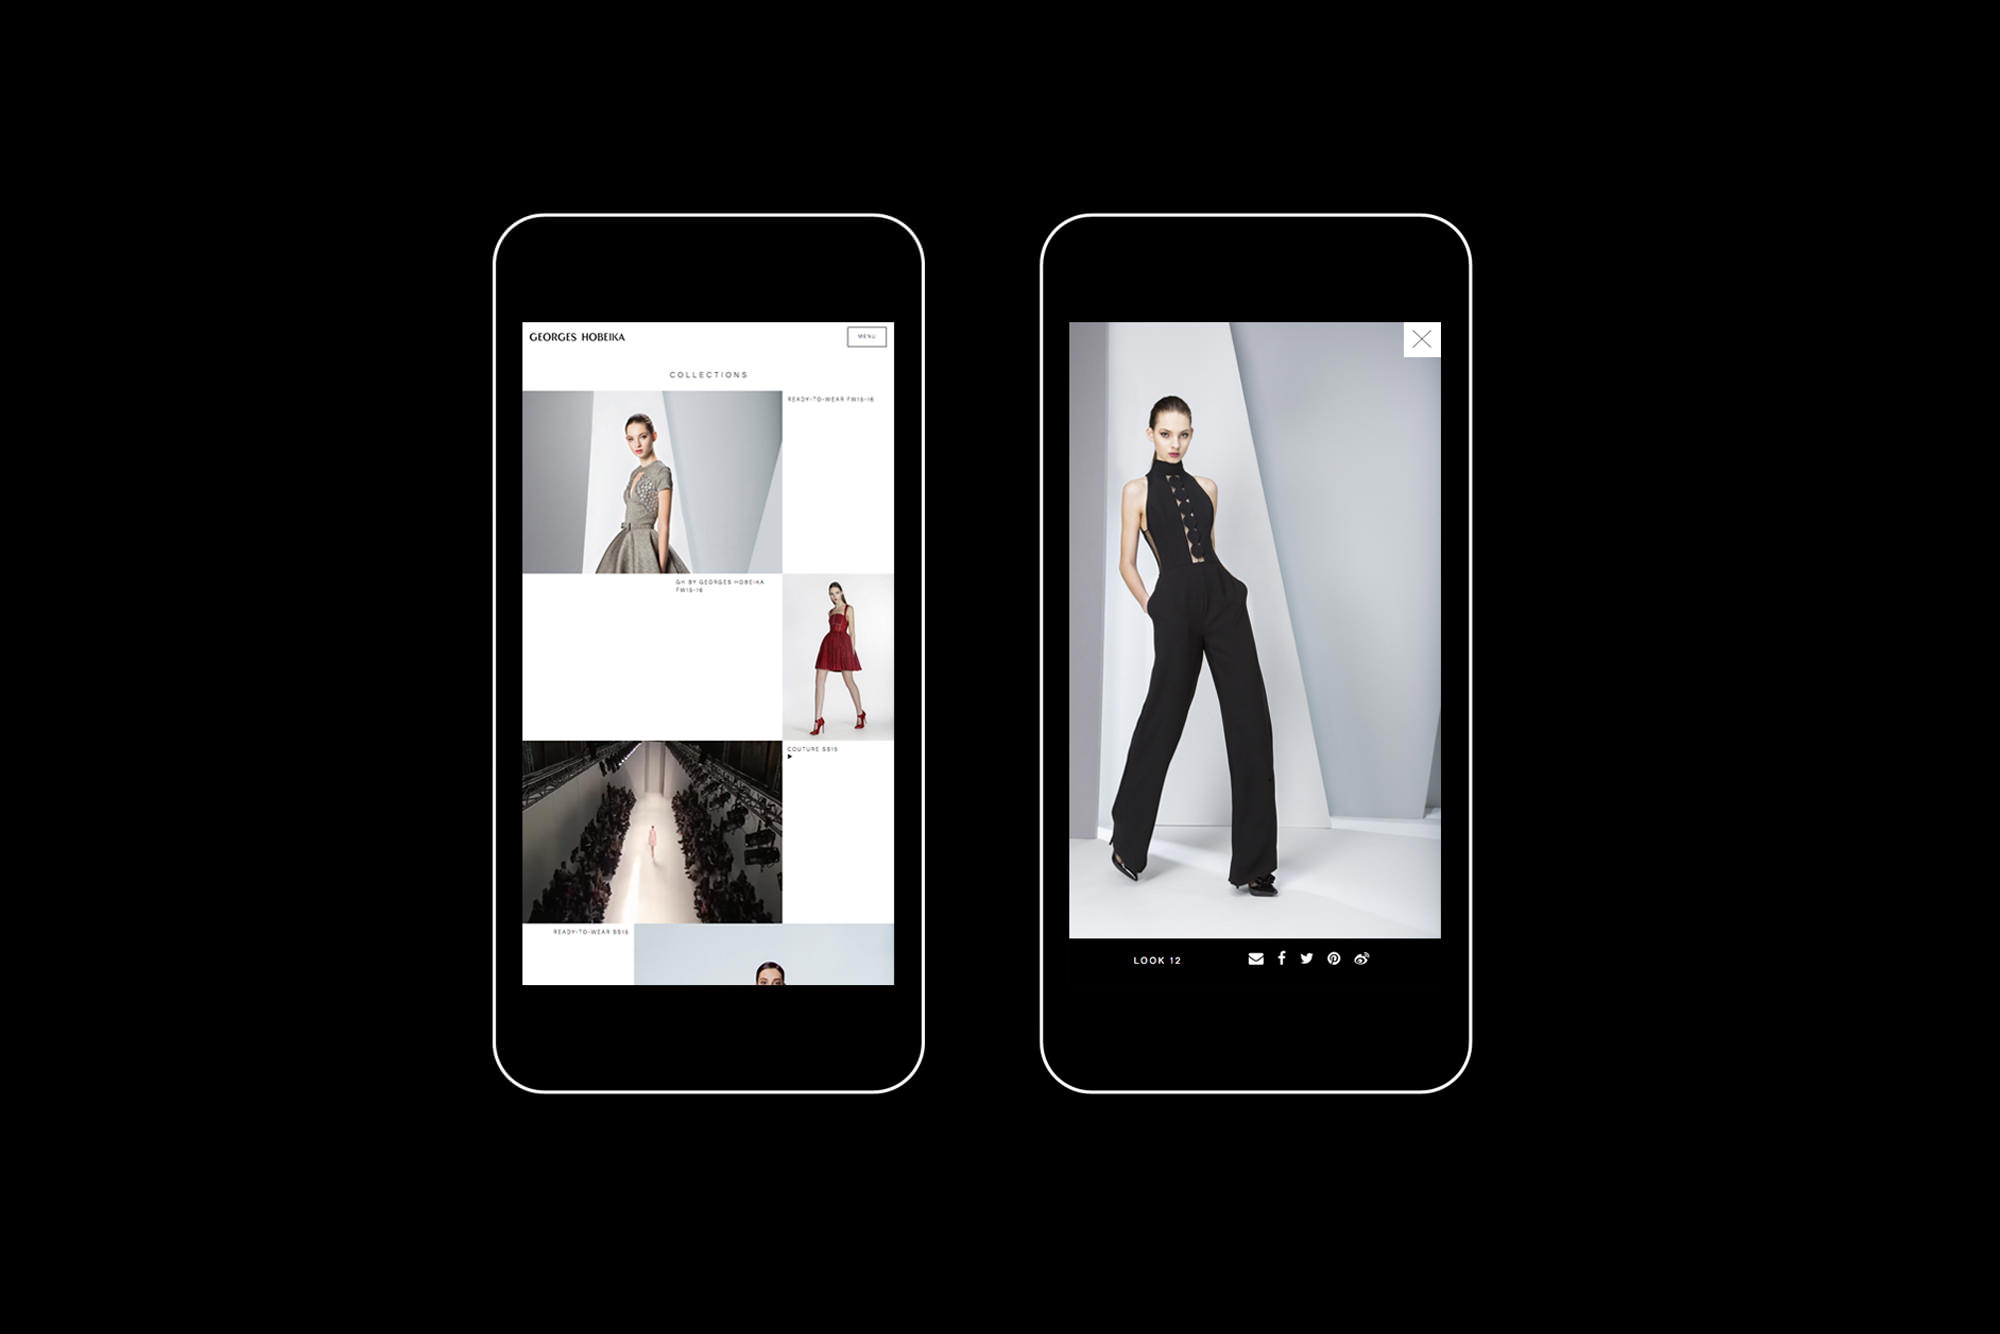 GEORGES HOBEIKA
MENU
COLLECTIONS
READY-TO-WEAR FW15-16
GH BY GEORGES HOBEIKA
FW15-16
COUTURE SS15
READY-TO-WEAR SS15
LOOK 12